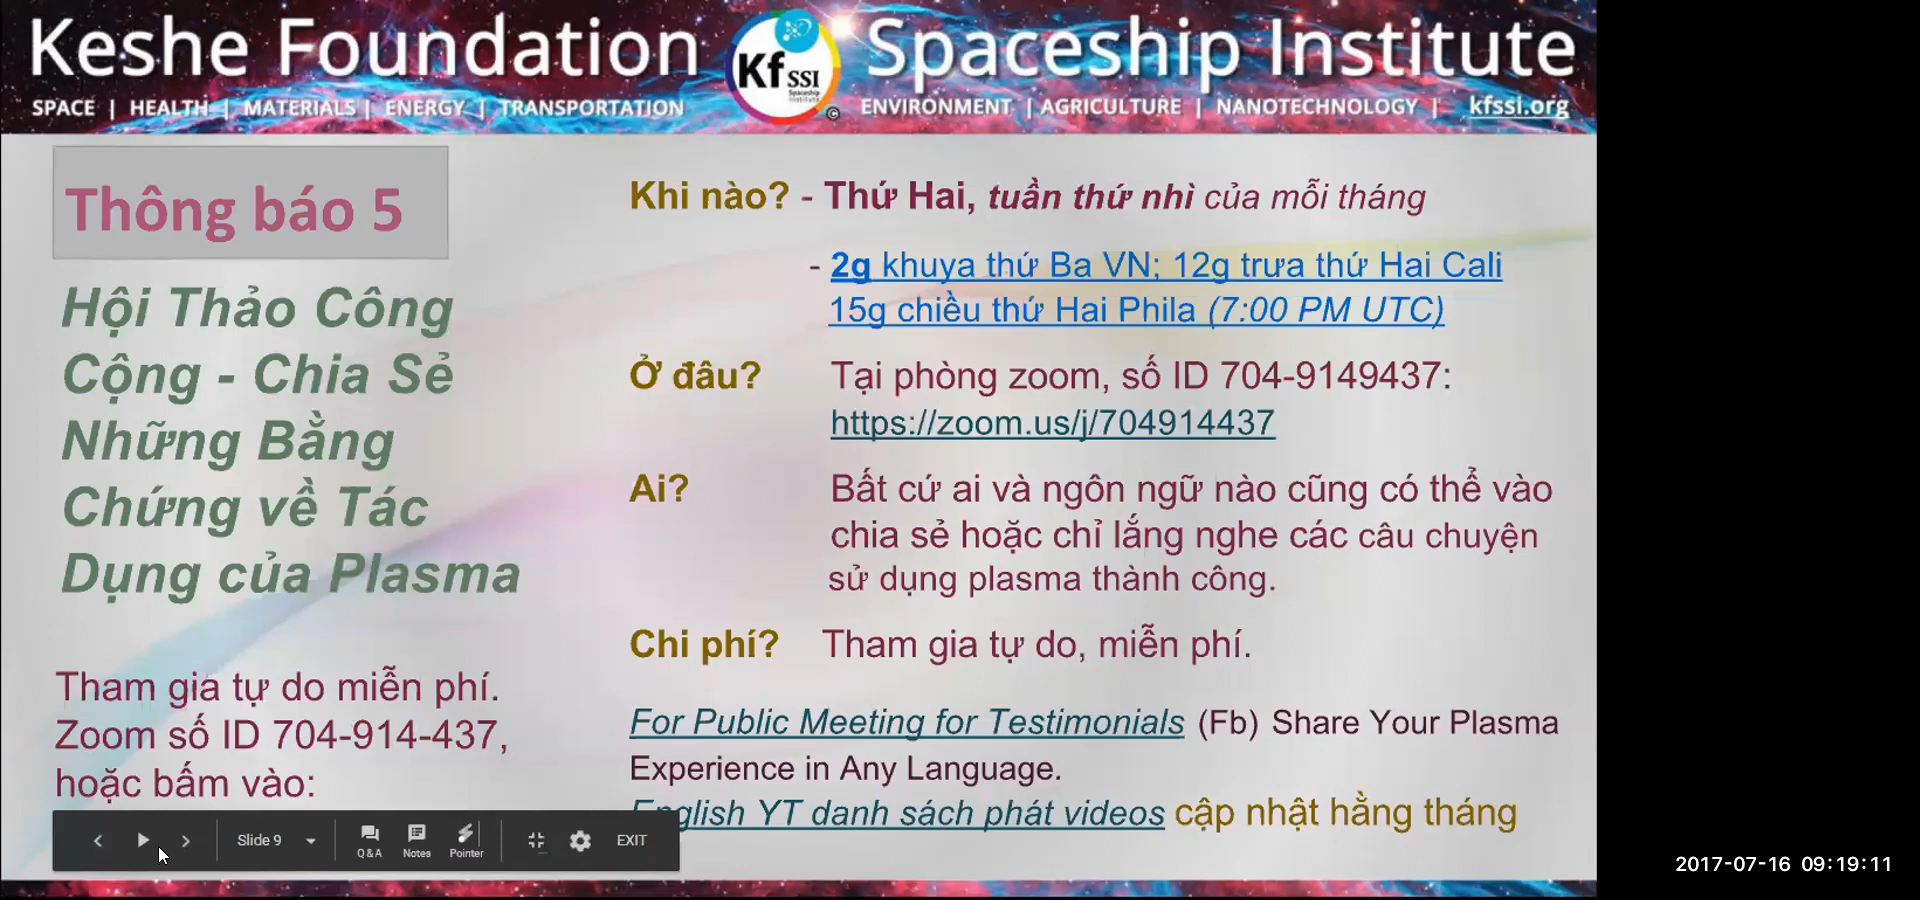 Keshe Foundation Spaceship Institute
SPACE | HEALTH | MATERIALS | ENERGY | TRANSPORTATION
Kf SSI
Spaceship
Institute
©
ENVIRONMENT | AGRICULTURE | NANOTECHNOLOGY | kfssi.org
Thông báo 5
Hội Thảo Công
Cộng - Chia Sẻ
Những Bằng
Chứng về Tác
Dụng của Plasma
Tham gia tự do miễn phí.
Zoom số ID 704-914-437,
hoặc bấm vào:
Khi nào? - Thứ Hai, tuần thứ nhì của mỗi tháng
- 2g khuya thứ Ba VN; 12g trưa thứ Hai Cali
15g chiều thứ Hai Phila (7:00 PM UTC)
Ở đâu? Tại phòng zoom, số ID 704-9149437:
https://zoom.us/j/704914437
Ai? Bất cứ ai và ngôn ngữ nào cũng có thể vào
chia sẻ hoặc chỉ lắng nghe các câu chuyện
sử dụng plasma thành công.
Chi phí? Tham gia tự do, miễn phí.
For Public Meeting for Testimonials (Fb) Share Your Plasma
Experience in Any Language.
English YT danh sách phát videos cập nhật hằng tháng
Slide 9
Q & A
Notes
Pointer
EXIT
2017-07-16 09:19:11